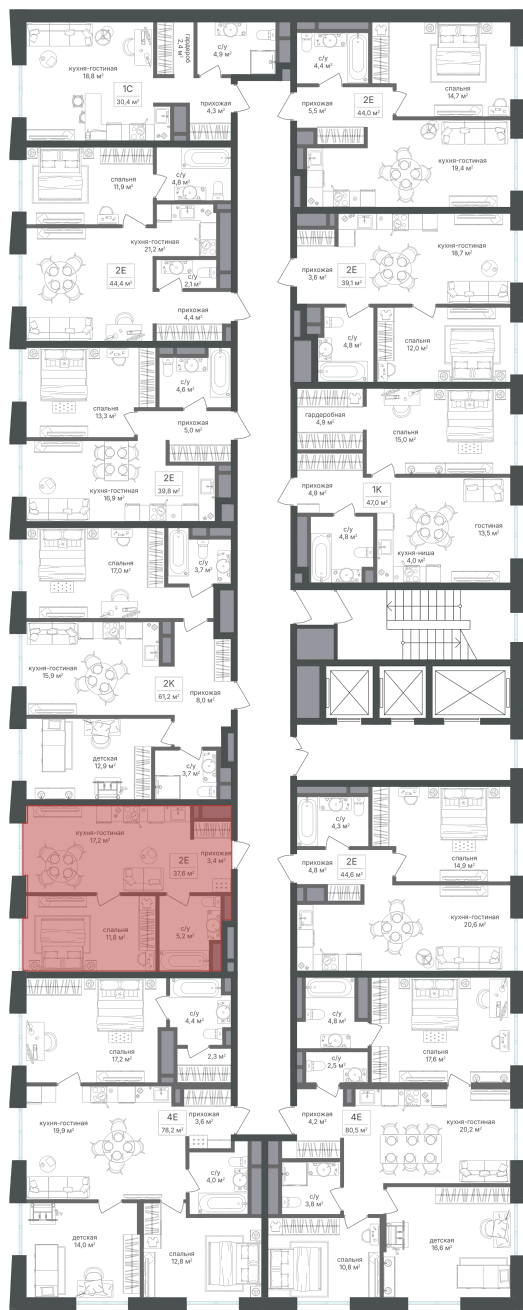 гардероб
2,4 м²
с/у
4,9 м²
кухня-гостиная
18,8 м²
1С
30,4 м²
прихожая
4,3 м²
с/у
4,4 м²
спальня
14,7 м²
прихожая
5,5 м²
2Е
44,0 м²
кухня-гостиная
19,4 м²
спальня
11,9 м²
с/у
4,8 м²
кухня-гостиная
21,2 м²
2Е
44,4 м²
с/у
2,1 м²
прихожая
4,4 м²
прихожая
3,6 м²
2Е
39,1 м²
кухня-гостиная
18,7 м²
с/у
4,8 м²
спальня
12,0 м²
с/у
4,6 м²
спальня
13,3 м²
прихожая
5,0 м²
кухня-гостиная
16,9 м²
2Е
39,8 м²
гардеробная
4,9 м²
спальня
15,0 м²
прихожая
4,8 м²
1К
47,0 м²
гостиная
13,5 м²
с/у
4,8 м²
кухня-ниша
4,0 м²
спальня
17,0 м²
с/у
3,7 м²
кухня-гостиная
15,9 м²
2К
61,2 м²
прихожая
8,0 м²
детская
12,9 м²
с/у
3,7 м²
кухня-гостиная
17,2 м²
2Е
37,6 м²
прихожая
3,4 м²
спальня
11,8 м²
с/у
5,2 м²
с/у
4,3 м²
спальня
14,9 м²
прихожая
4,8 м²
2Е
44,6 м²
кухня-гостиная
20,6 м²
с/у
4,4 м²
спальня
17,2 м²
2,3 м²
кухня-гостиная
19,9 м²
4Е
78,2 м²
3,6 м²
с/у
4,0 м²
детская
14,0 м²
спальня
12,8 м²
с/у
4,8 м²
с/у
2,5 м²
спальня
17,6 м²
прихожая
4,2 м²
4Е
80,5 м²
кухня-гостиная
20,2 м²
с/у
3,8 м²
спальня
10,8 м²
детская
16,6 м²